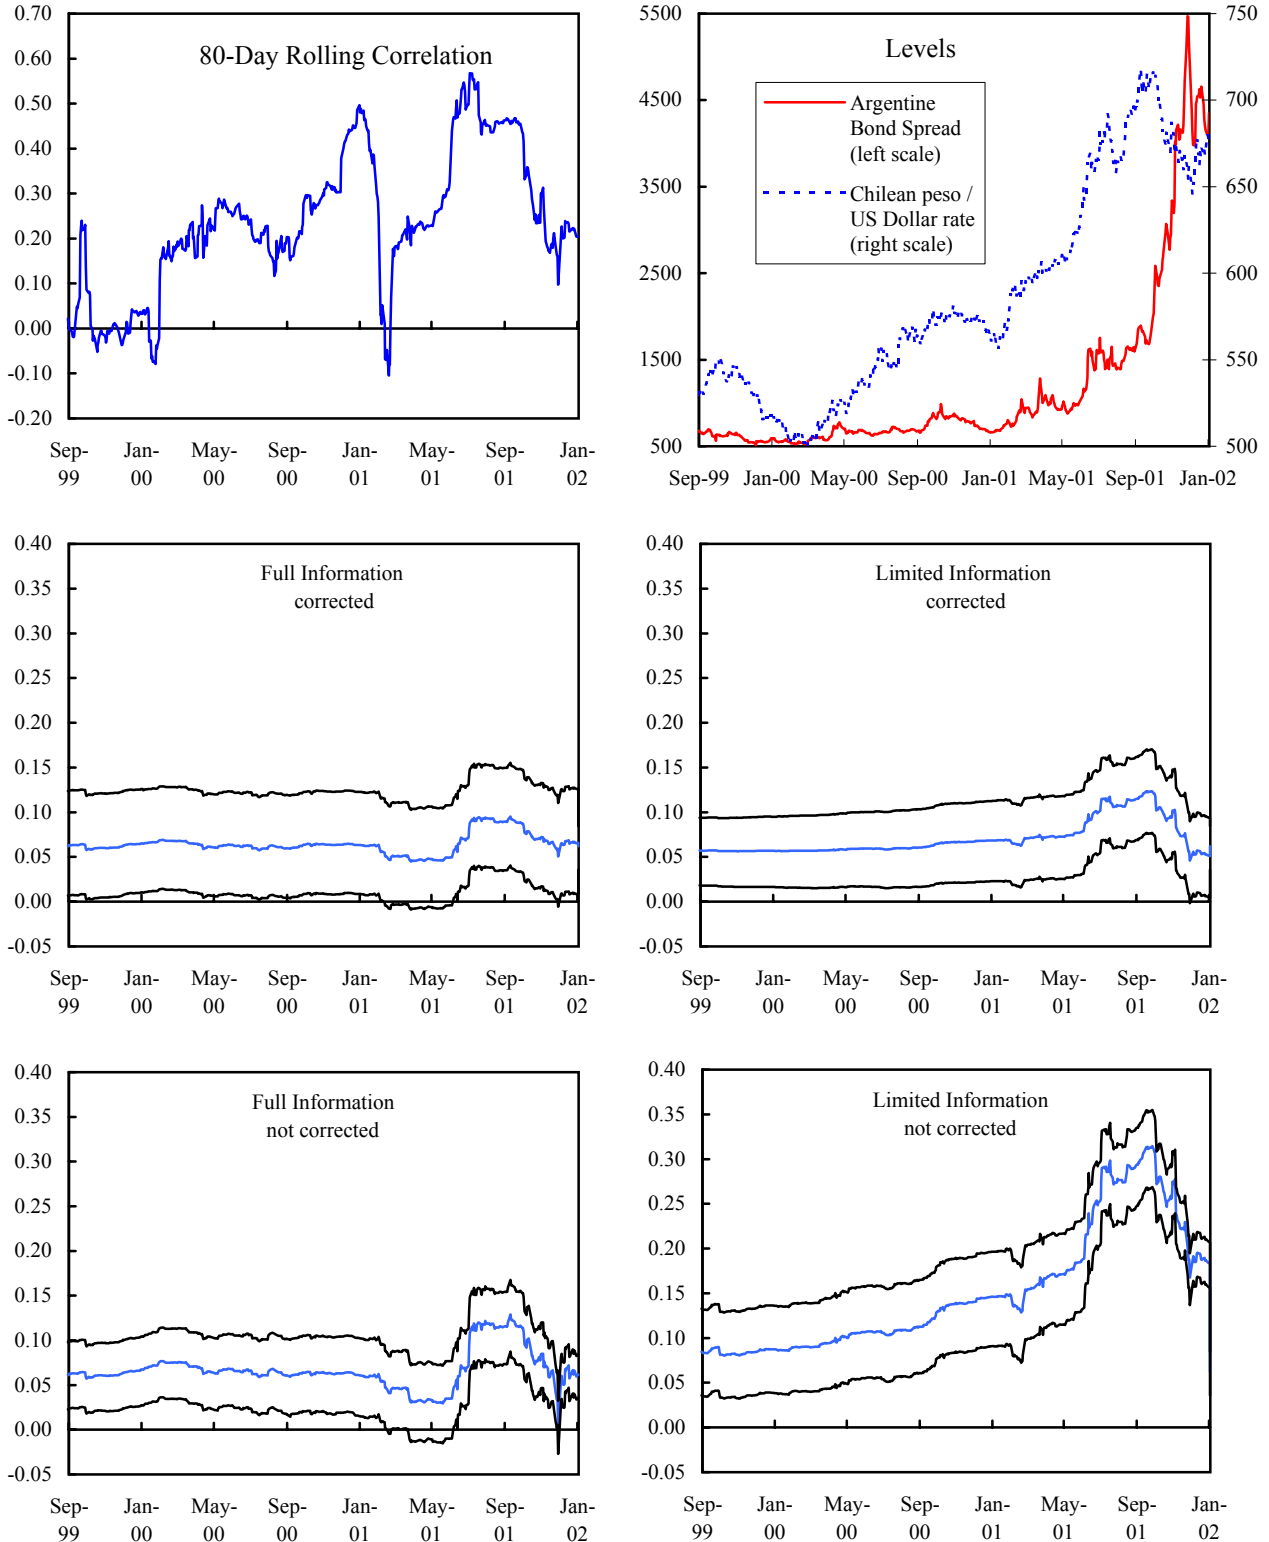 80-Day Rolling Correlation
0.70
0.60
0.50
0.40
0.30
0.20
0.10
0.00
-0.10
-0.20
Sep- Jan- May- Sep- Jan- May- Sep- Jan-
99 00 00 00 01 01 01 02
Levels
5500 750
4500 700
3500 650
2500 600
1500 550
500 500
Argentine
Bond Spread
(left scale)
Chilean peso /
US Dollar rate
(right scale)
Sep-99 Jan-00 May-00 Sep-00 Jan-01 May-01 Sep-01 Jan-02
Full Information
corrected
0.40
0.35
0.30
0.25
0.20
0.15
0.10
0.05
0.00
-0.05
Sep- Jan- May- Sep- Jan- May- Sep- Jan-
99 00 00 00 01 01 01 02
Limited Information
corrected
0.40
0.35
0.30
0.25
0.20
0.15
0.10
0.05
0.00
-0.05
Sep- Jan- May- Sep- Jan- May- Sep- Jan-
99 00 00 00 01 01 01 02
Full Information
not corrected
0.40
0.35
0.30
0.25
0.20
0.15
0.10
0.05
0.00
-0.05
Sep- Jan- May- Sep- Jan- May- Sep- Jan-
99 00 00 00 01 01 01 02
Limited Information
not corrected
0.40
0.35
0.30
0.25
0.20
0.15
0.10
0.05
0.00
-0.05
Sep- Jan- May- Sep- Jan- May- Sep- Jan-
99 00 00 00 01 01 01 02